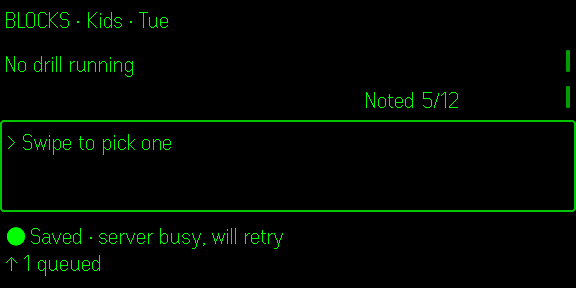 BLOCKS · Kids · Tue
No drill running
Noted 5/12
> Swipe to pick one
Saved · server busy, will retry
↑ 1 queued